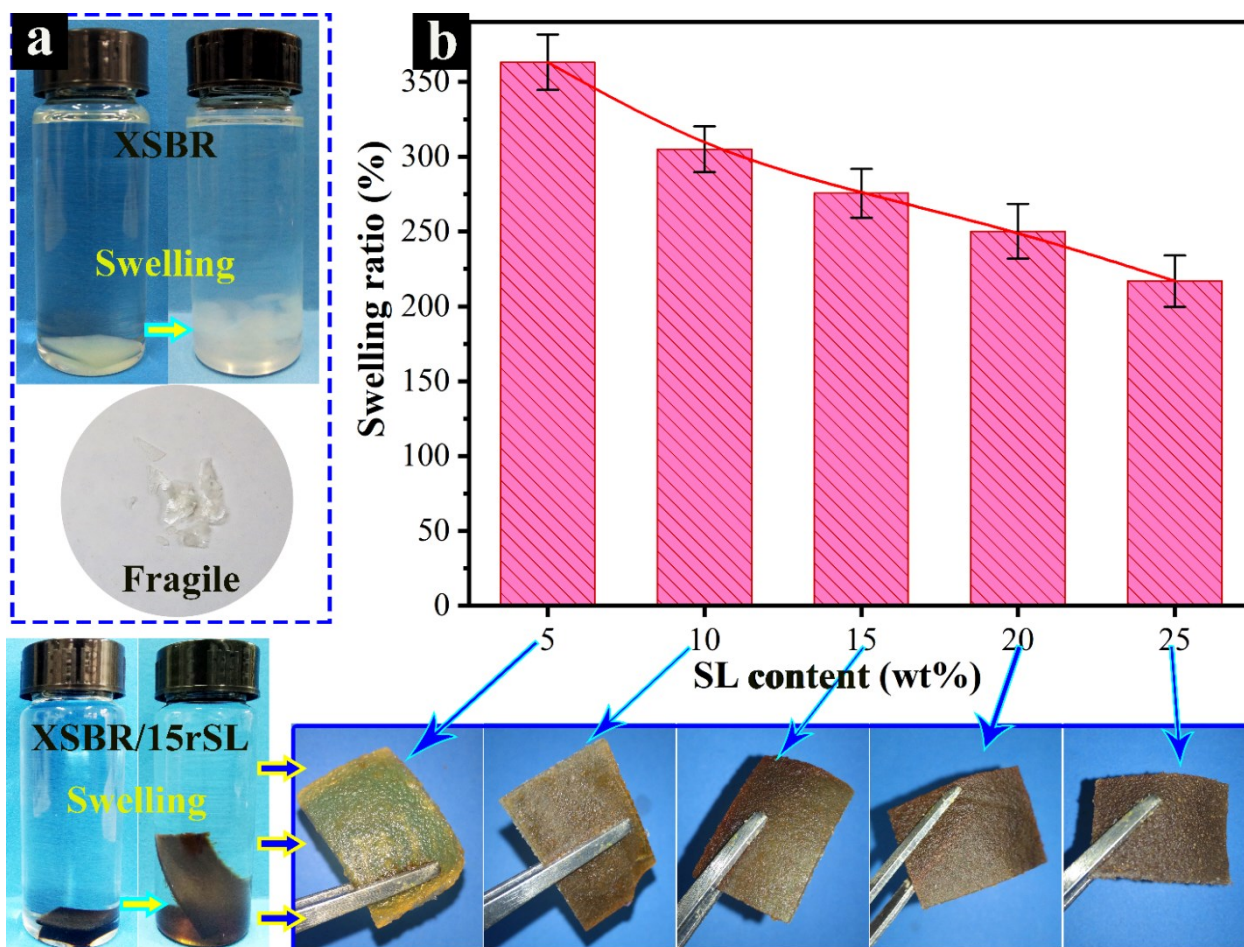 a
XSBR
Swelling
Fragile
XSBR/15rSL
Swelling
b
Swelling ratio (%)
350
300
250
200
150
100
50
0
5 10 15 20 25
SL content (wt%)